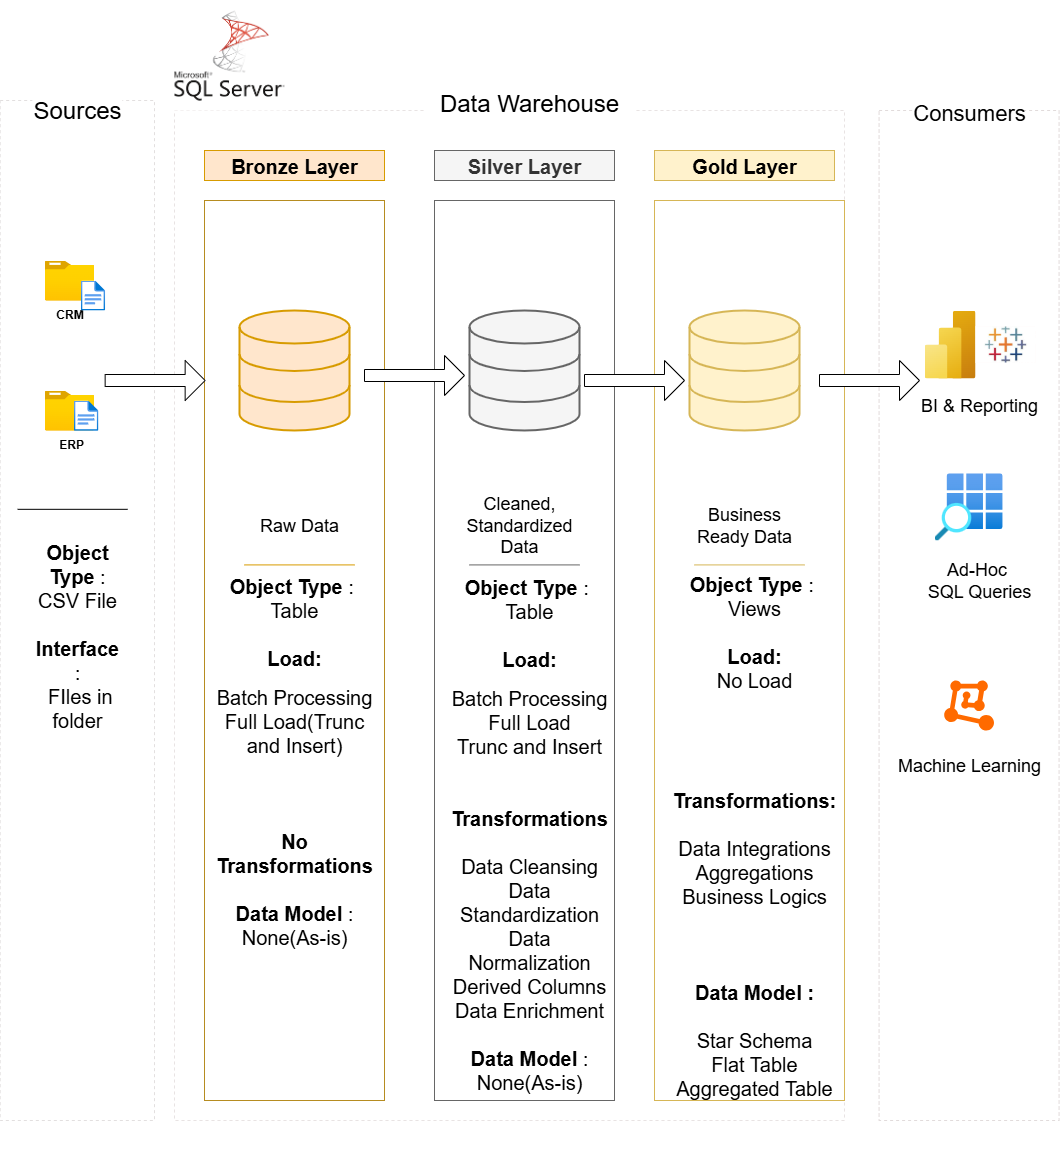 Microsoft®
SQL Server
Sources
Data Warehouse
Consumers
Bronze Layer
Silver Layer
Gold Layer
CRM
ERP
Object
Type :
CSV File
Interface
:
FIles in
folder
Raw Data
Object Type :
Table
Load:
Batch Processing
Full Load(Trunc
and Insert)
No
Transformations
Data Model :
None(As-is)
Cleaned,
Standardized
Data
Object Type :
Table
Load:
Batch Processing
Full Load
Trunc and Insert
Transformations
Data Cleansing
Data
Standardization
Data
Normalization
Derived Columns
Data Enrichment
Data Model :
None(As-is)
Business
Ready Data
Object Type :
Views
Load:
No Load
Transformations:
Data Integrations
Aggregations
Business Logics
Data Model :
Star Schema
Flat Table
Aggregated Table
BI & Reporting
Ad-Hoc
SQL Queries
Machine Learning